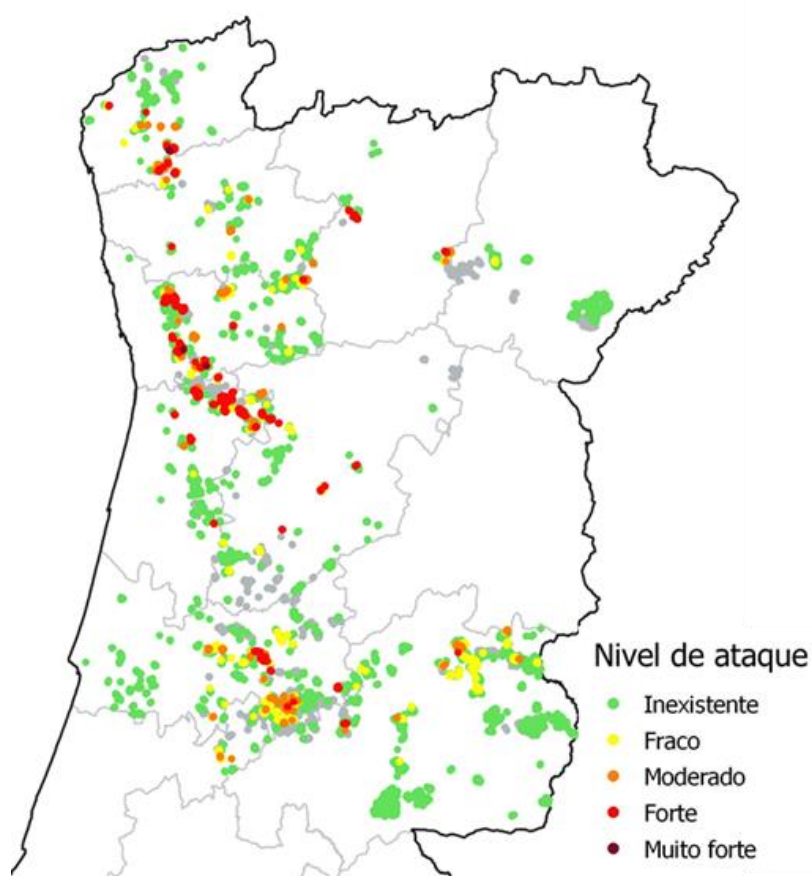 Nivel de ataque
Inexistente
Fraco
Moderado
Forte
Muito forte